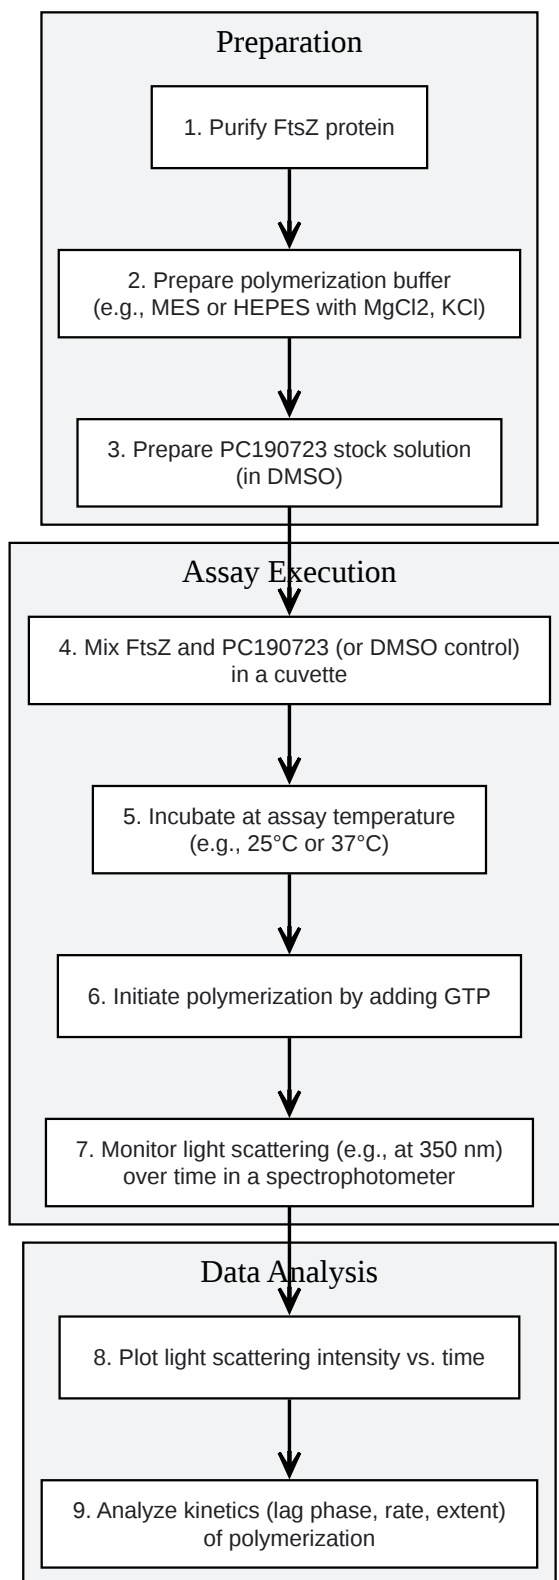 Preparation
1. Purify FtsZ protein
2. Prepare polymerization buffer
(e.g., MES or HEPES with MgCl2, KCl)
3. Prepare PC190723 stock solution
(in DMSO)
Assay Execution
4. Mix FtsZ and PC190723 (or DMSO control)
in a cuvette
5. Incubate at assay temperature
(e.g., 25°C or 37°C)
6. Initiate polymerization by adding GTP
7. Monitor light scattering (e.g., at 350 nm)
over time in a spectrophotometer
Data Analysis
8. Plot light scattering intensity vs. time
9. Analyze kinetics (lag phase, rate, extent)
of polymerization